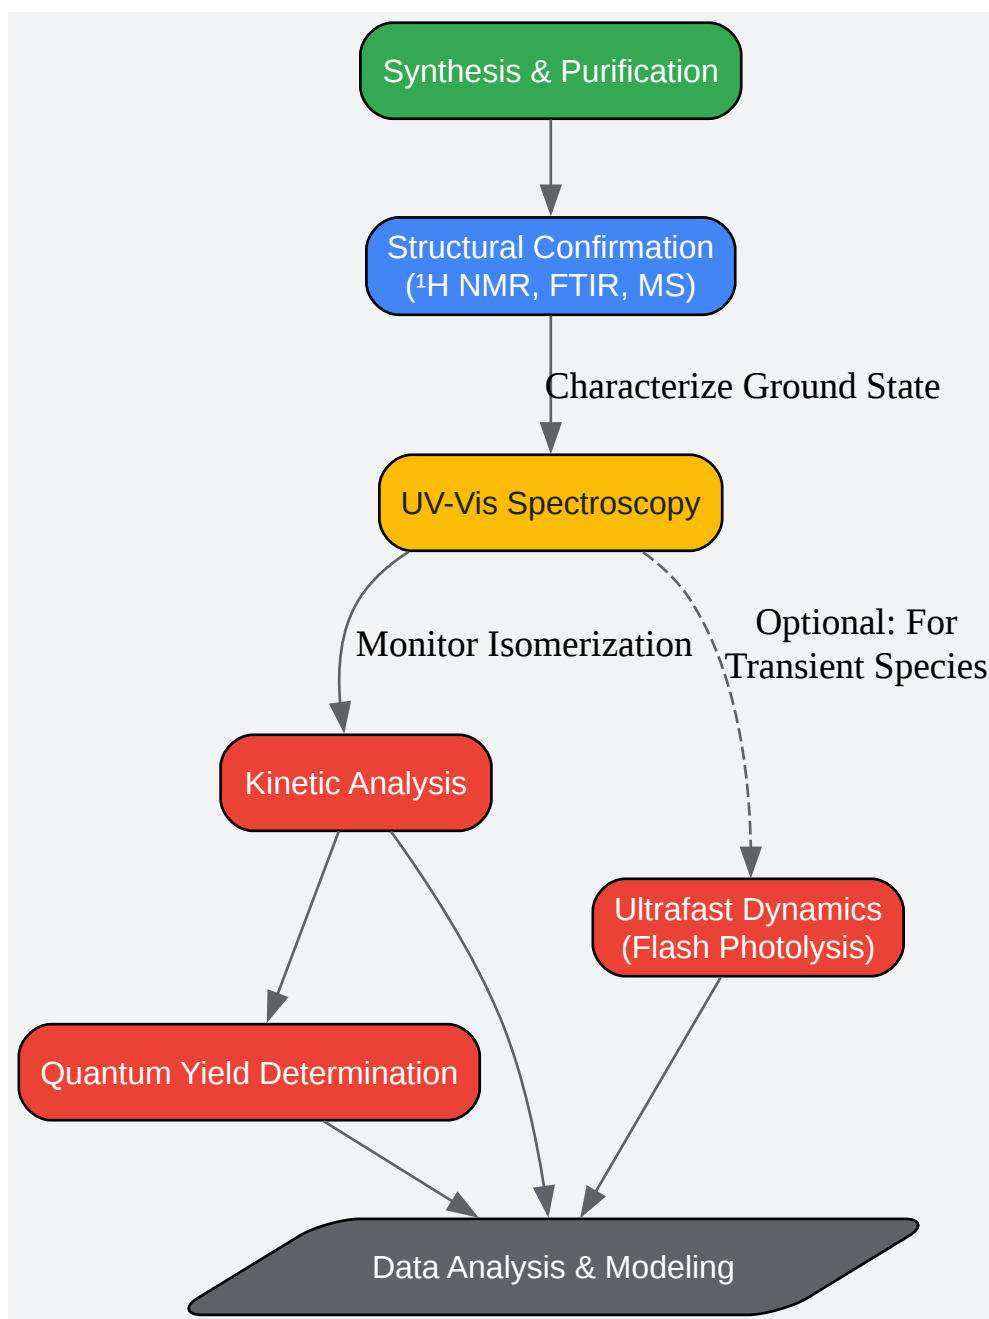 Synthesis & Purification
Structural Confirmation
(¹H NMR, FTIR, MS)
Characterize Ground State
UV-Vis Spectroscopy
Monitor Isomerization
Optional: For
Transient Species
Kinetic Analysis
Ultrafast Dynamics
(Flash Photolysis)
Quantum Yield Determination
Data Analysis & Modeling